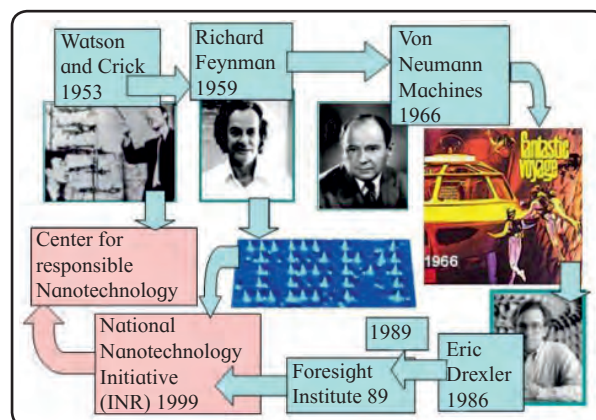 Watson
and Crick
1953
Richard
Feynman
1959
Von
Neumann
Machines
1966
fantastic
voyage
1966
Center for
responsible
Nanotechnology
National
Nanotechnology
Initiative
(INR) 1999
1989
Foresight
Institute 89
Eric
Drexler
1986